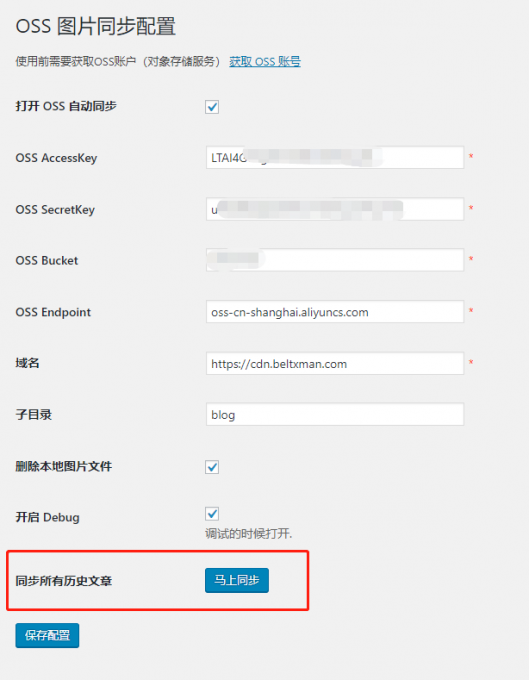 OSS 图片同步配置
使用前需要获取OSS账户（对象存储服务） 获取 OSS 账号
打开 OSS 自动同步
OSS AccessKey LTAI4 *
OSS SecretKey u *
OSS Bucket *
OSS Endpoint oss-cn-shanghai.aliyuncs.com *
域名 https://cdn.beltxman.com *
子目录 blog
删除本地图片文件
开启 Debug
调试的时候打开.
同步所有历史文章 马上同步
保存配置